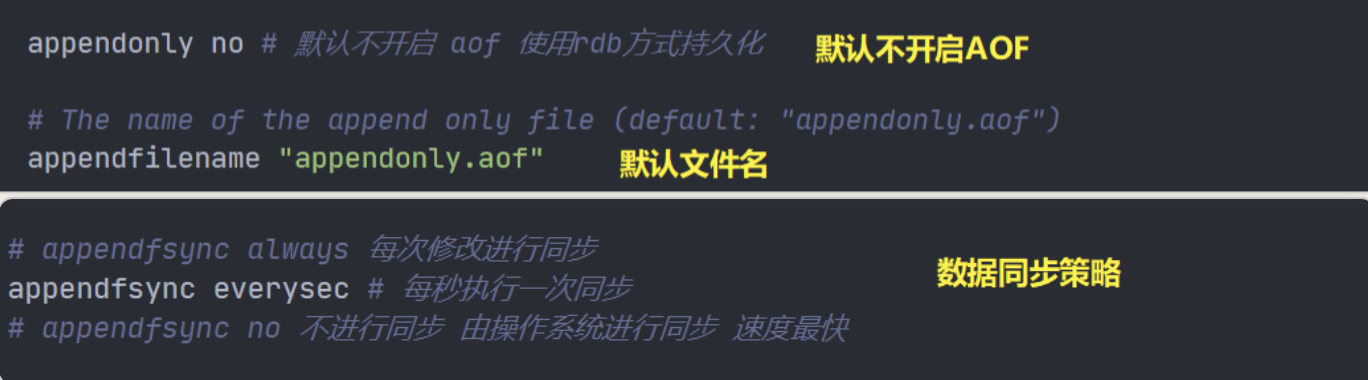 appendonly no # 默认不开启 aof 使用rdb方式持久化 默认不开启AOF
# The name of the append only file (default: "appendonly.aof")
appendfilename "appendonly.aof" 默认文件名
# appendfsync always 每次修改进行同步
appendfsync everysec # 每秒执行一次同步 数据同步策略
# appendfsync no 不进行同步 由操作系统进行同步 速度最快